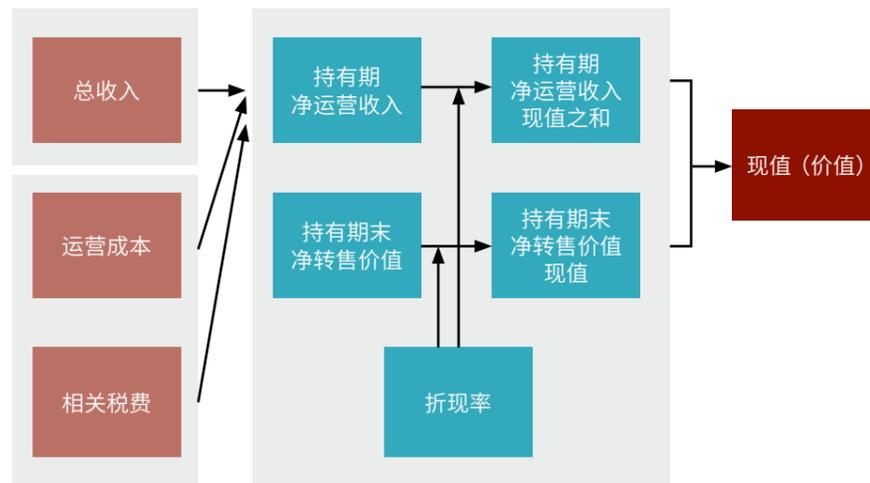 总收入
持有期
净运营收入
持有期
净运营收入
现值之和
现值（价值）
运营成本
持有期末
净转售价值
持有期末
净转售价值
现值
相关税费
折现率